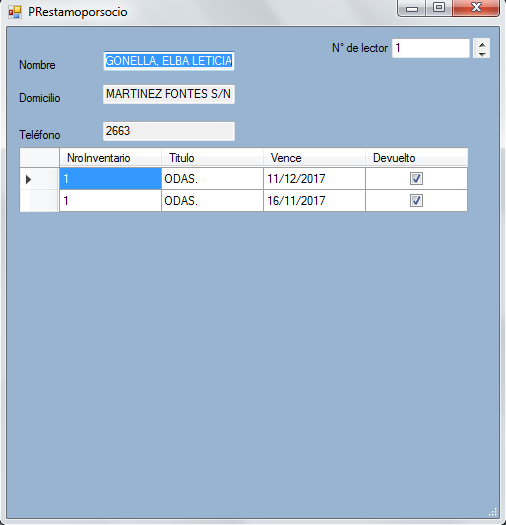 PRestamoporsocio
N° de lector 1
Nombre GONELLA, ELBA LETICIA
Domicilio MARTINEZ FONTES S/N
Teléfono 2663
NroInventario Titulo Vence Devuelto
1 ODAS. 11/12/2017
1 ODAS. 16/11/2017